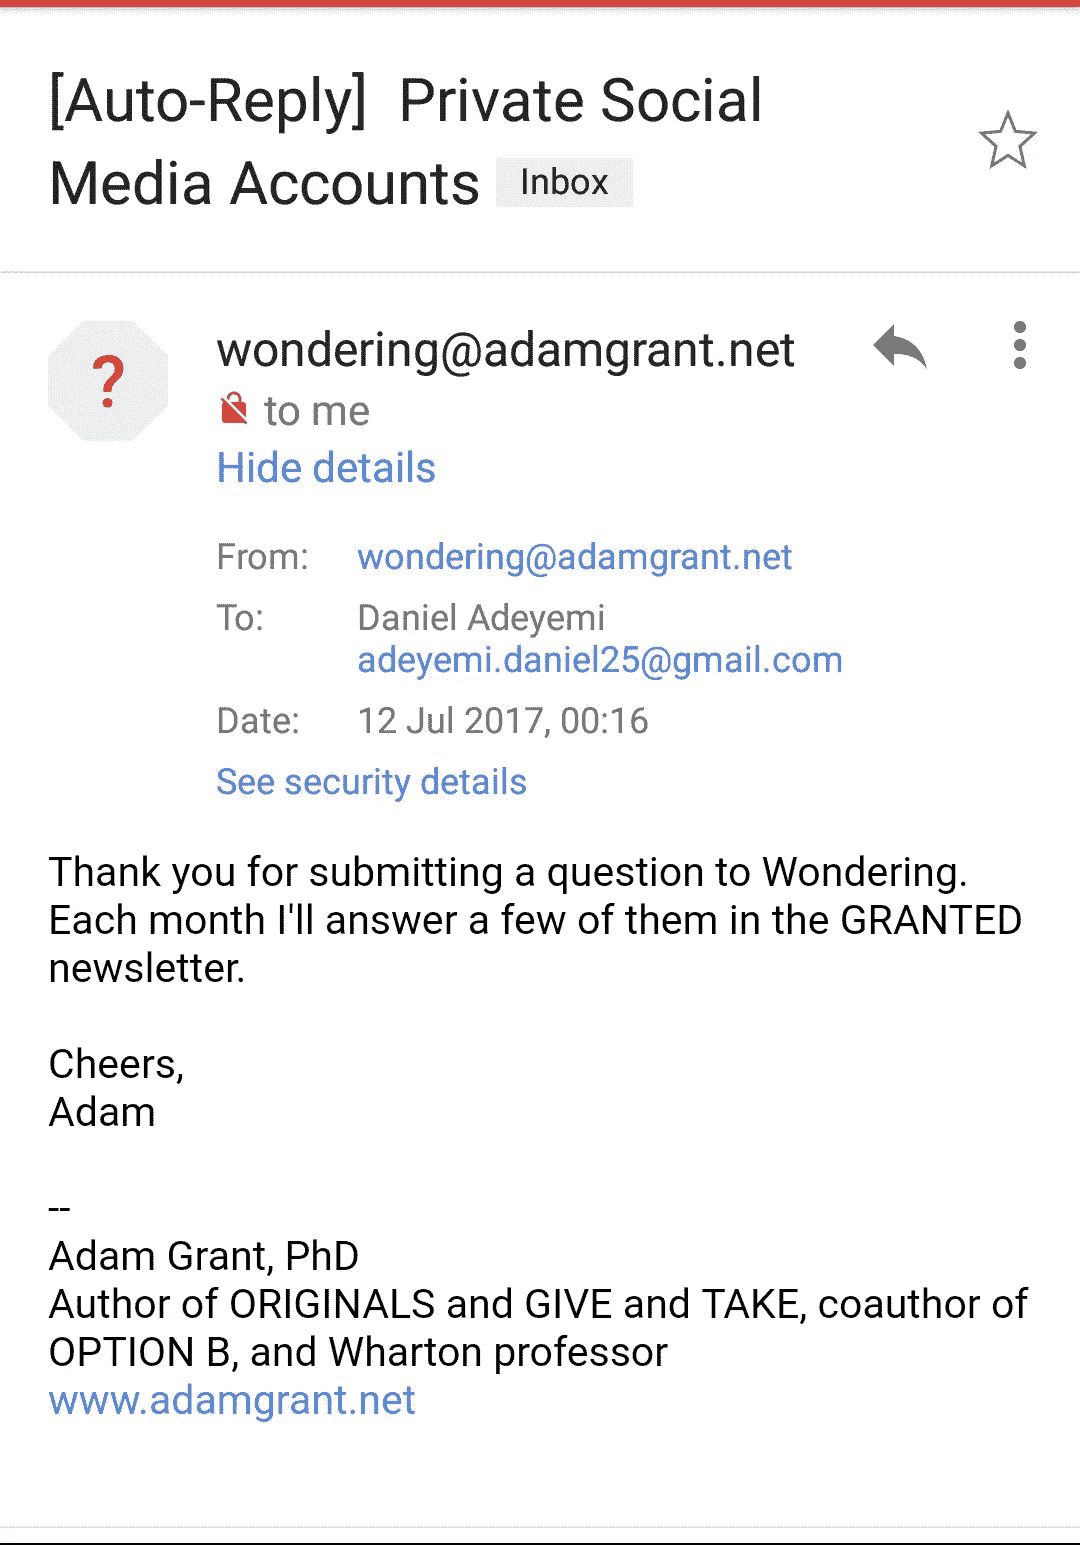 [Auto-Reply]  Private Social
Media Accounts Inbox
?
wondering@adamgrant.net
to me
Hide details
From: wondering@adamgrant.net
To: Daniel Adeyemi
adeyemi.daniel25@gmail.com
Date: 12 Jul 2017, 00:16
See security details
Thank you for submitting a question to Wondering.
Each month I'll answer a few of them in the GRANTED
newsletter.
Cheers,
Adam
--
Adam Grant, PhD
Author of ORIGINALS and GIVE and TAKE, coauthor of
OPTION B, and Wharton professor
www.adamgrant.net